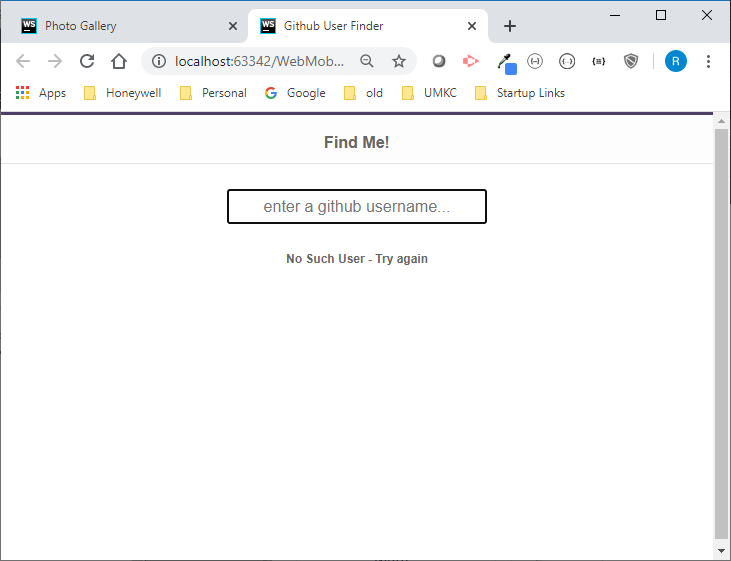 WS Photo Gallery WS Github User Finder
localhost:63342/WebMob... R
Apps Honeywell Personal Google old UMKC Startup Links
Find Me!
enter a github username...
No Such User - Try again